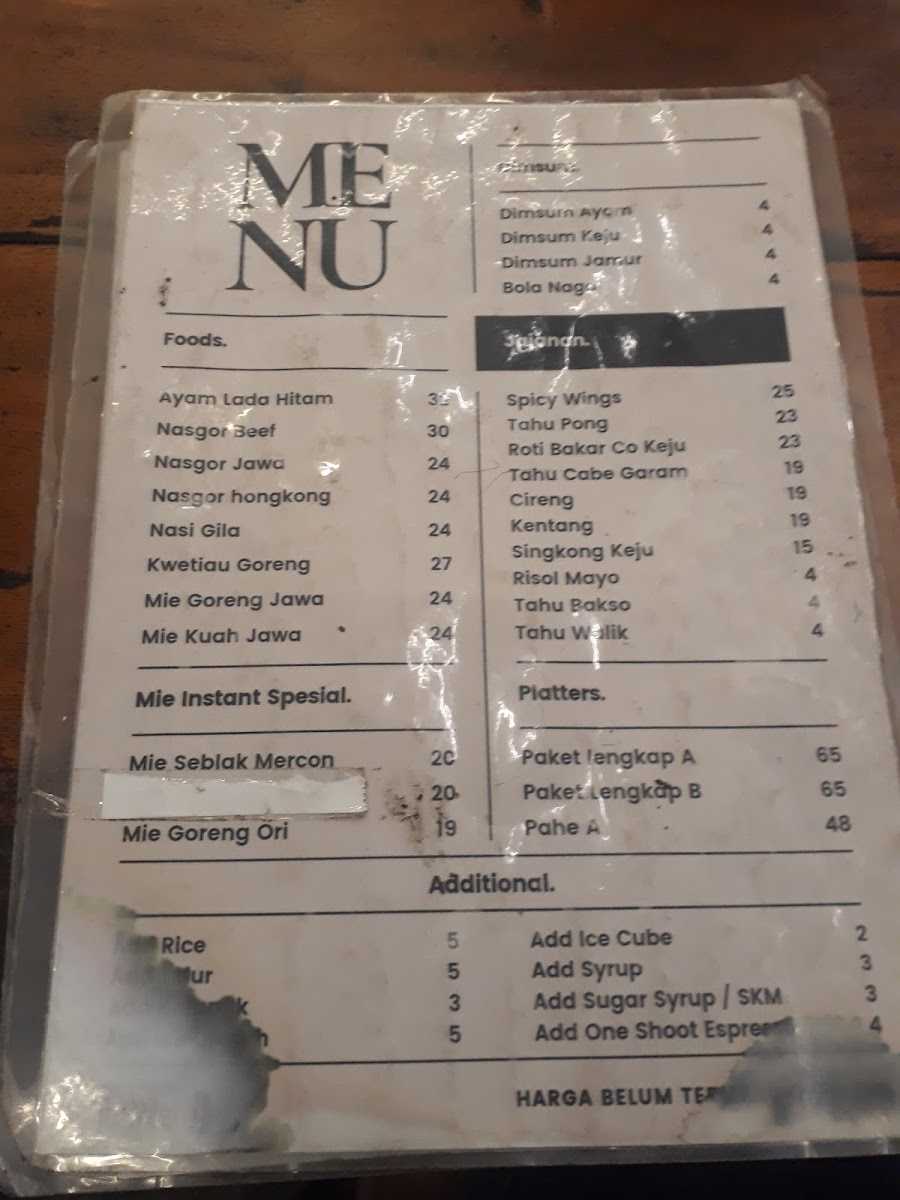 ME
NU
Foods.
Ayam Lada Hitam
Nasgor Beef 30
Nasgor Jawa 24
Nasgor hongkong 24
Nasi Gila 24
Kwetiau Goreng 27
Mie Goreng Jawa 24
Mie Kuah Jawa 24
Mie Instant Spesial.
Mie Seblak Mercon 20
20
Mie Goreng Ori 19
Dimsum.
Dimsum Ayam 4
Dimsum Keju 4
Dimsum Jamur 4
Bola Naga 4
Jajanan.
Spicy Wings 25
Tahu Pong 23
Roti Bakar Co Keju 23
Tahu Cabe Garam 19
Cireng 19
Kentang 19
Singkong Keju 15
Risol Mayo 4
Tahu Bakso 4
Tahu Walik 4
Platters.
Paket lengkap A 65
Paket Lengkap B 65
Pahe A 48
Additional.
Rice 5
5
3
5
Add Ice Cube 2
Add Syrup 3
Add Sugar Syrup / SKM 3
Add One Shoot 4
HARGA BELUM